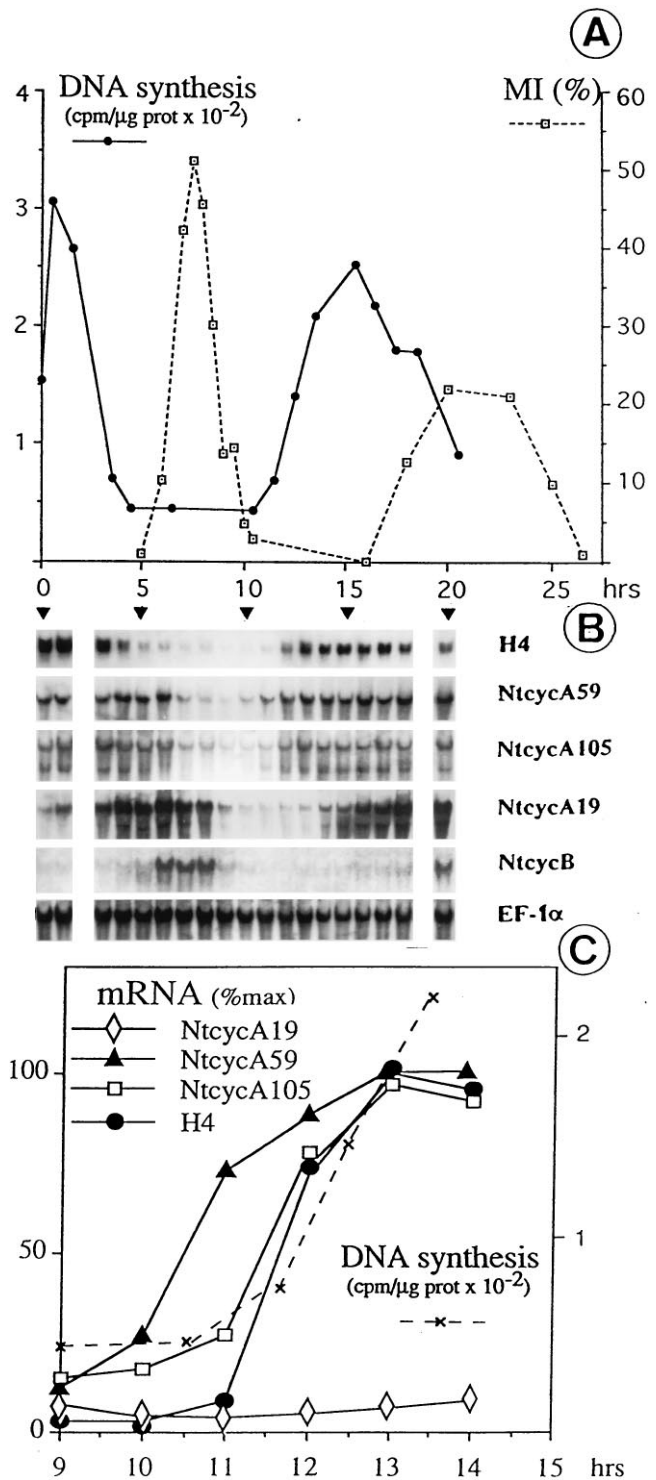 A
DNA synthesis
(cpm/µg prot x 10⁻²)
MI (%)
4
3
2
1
60
50
40
30
20
10
0 5 10 15 20 25 hrs
B
H4
NtcycA59
NtcycA105
NtcycA19
NtcycB
EF-1α
C
mRNA (%max)
NtcycA19
NtcycA59
NtcycA105
H4
100
50
0
2
1
DNA synthesis
(cpm/µg prot x 10⁻²)
9 10 11 12 13 14 15 hrs